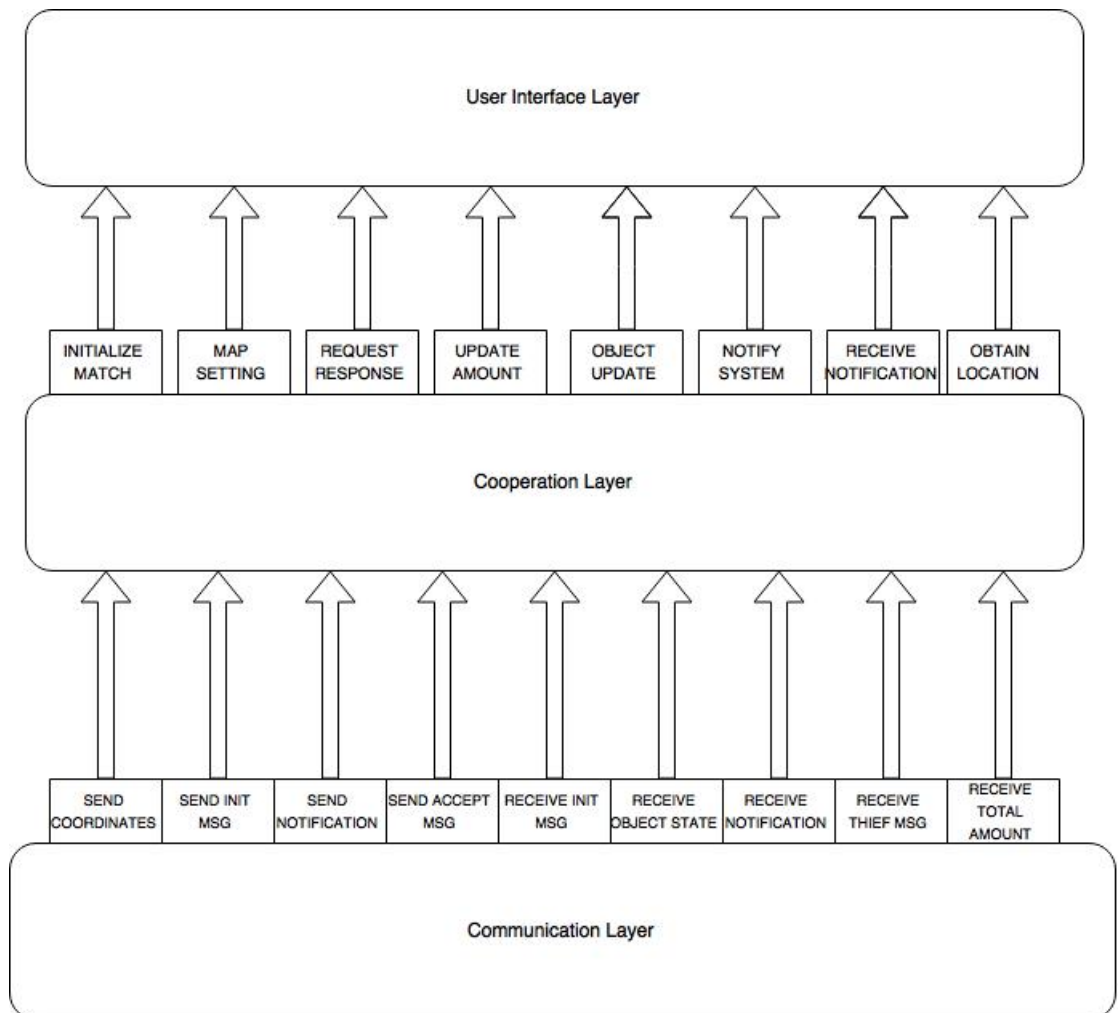 User Interface Layer
INITIALIZE
MATCH
MAP
SETTING
REQUEST
RESPONSE
UPDATE
AMOUNT
OBJECT
UPDATE
NOTIFY
SYSTEM
RECEIVE
NOTIFICATION
OBTAIN
LOCATION
Cooperation Layer
SEND
COORDINATES
SEND INIT
MSG
SEND
NOTIFICATION
SEND ACCEPT
MSG
RECEIVE INIT
MSG
RECEIVE
OBJECT STATE
RECEIVE
NOTIFICATION
RECEIVE
THIEF MSG
RECEIVE
TOTAL
AMOUNT
Communication Layer